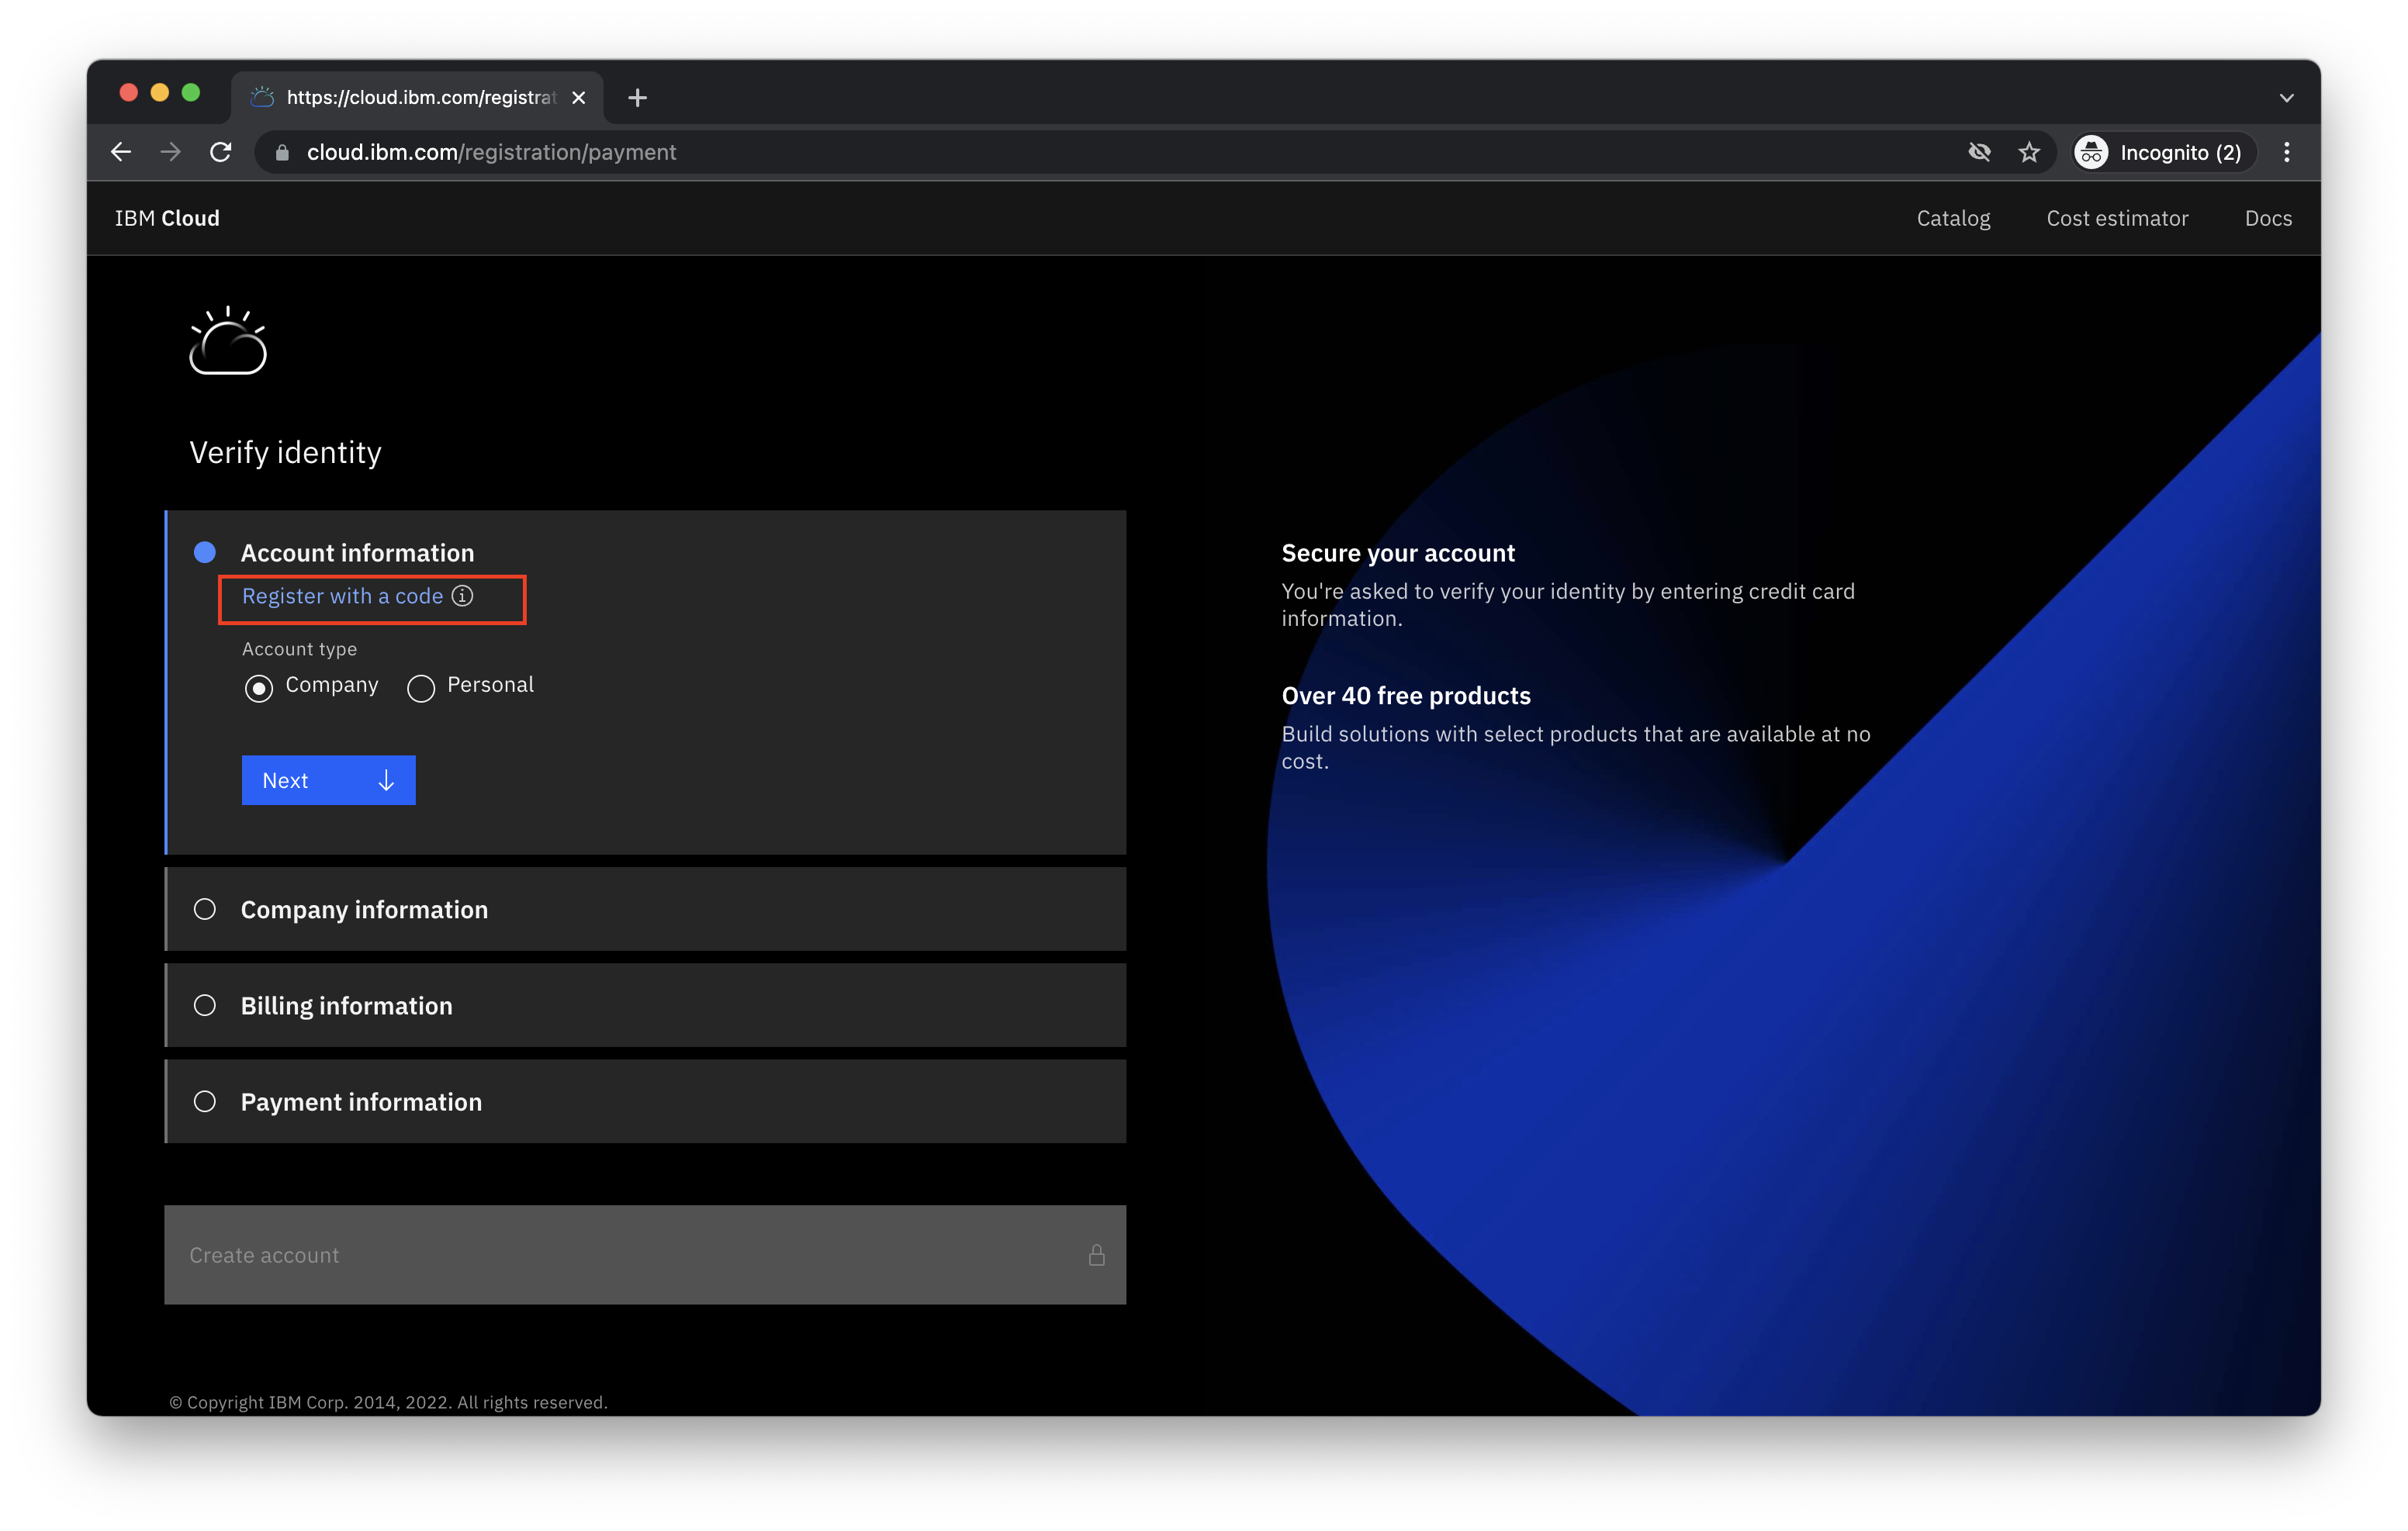 https://cloud.ibm.com/registrat
cloud.ibm.com/registration/payment
Incognito (2)
IBM Cloud
Catalog
Cost estimator
Docs
Verify identity
Account information
Register with a code
Account type
Company
Personal
Next
Company information
Billing information
Payment information
Create account
Secure your account
You're asked to verify your identity by entering credit card
information.
Over 40 free products
Build solutions with select products that are available at no
cost.
© Copyright IBM Corp. 2014, 2022. All rights reserved.